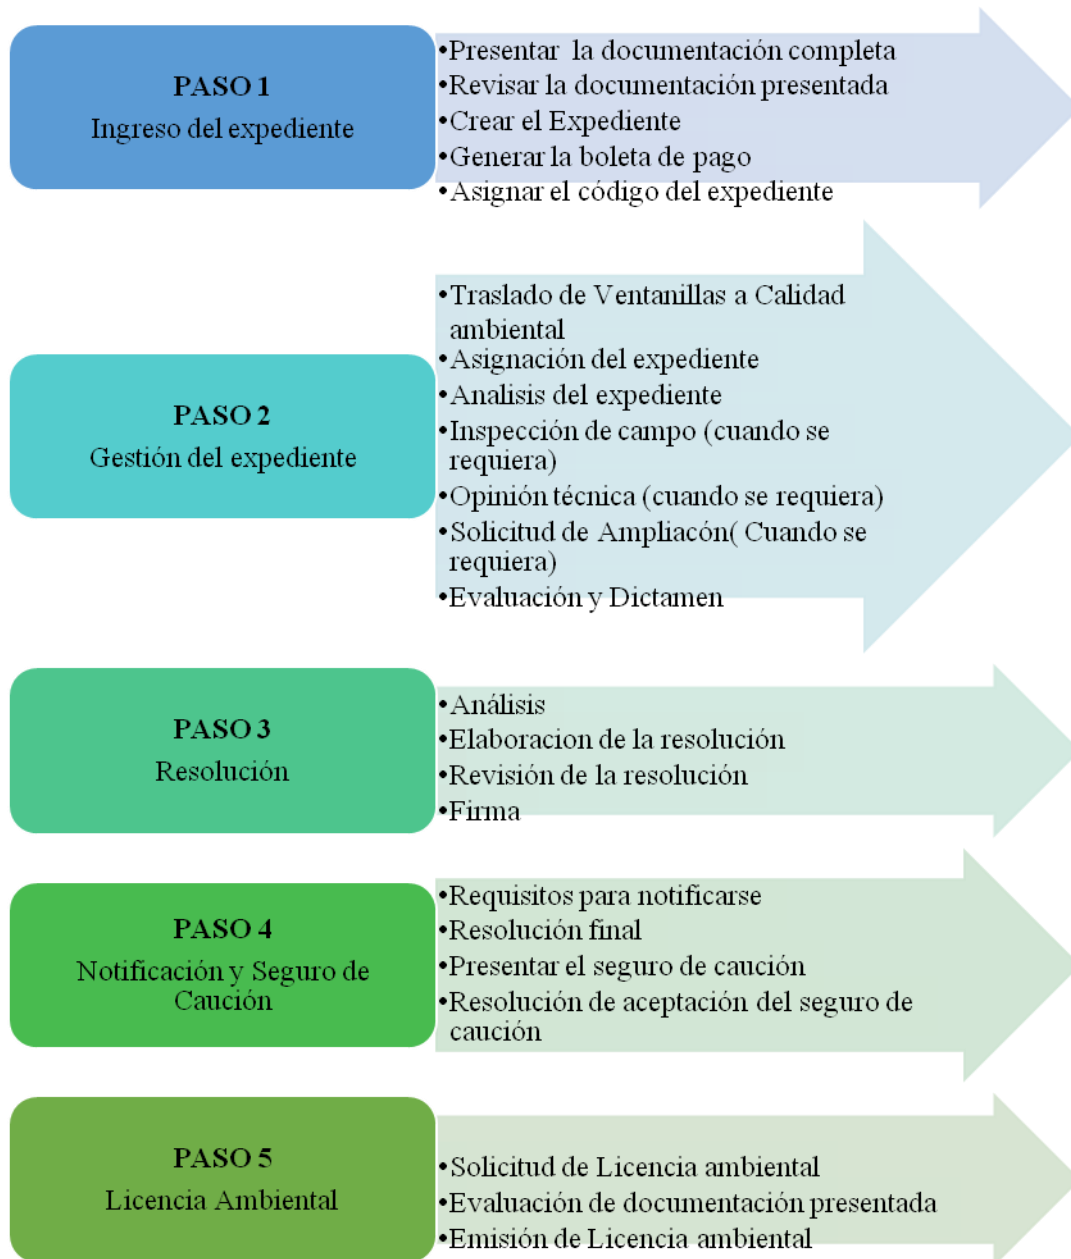 PASO 1
Ingreso del expediente
•Presentar la documentación completa
•Revisar la documentación presentada
•Crear el Expediente
•Generar la boleta de pago
•Asignar el código del expediente
PASO 2
Gestión del expediente
•Traslado de Ventanillas a Calidad
ambiental
•Asignación del expediente
•Analisis del expediente
•Inspección de campo (cuando se
requiera)
•Opinión técnica (cuando se requiera)
•Solicitud de Ampliacón( Cuando se
requiera)
•Evaluación y Dictamen
PASO 3
Resolución
•Análisis
•Elaboracion de la resolución
•Revisión de la resolución
•Firma
PASO 4
Notificación y Seguro de
Caución
•Requisitos para notificarse
•Resolución final
•Presentar el seguro de caución
•Resolución de aceptación del seguro de
caución
PASO 5
Licencia Ambiental
•Solicitud de Licencia ambiental
•Evaluación de documentación presentada
•Emisión de Licencia ambiental